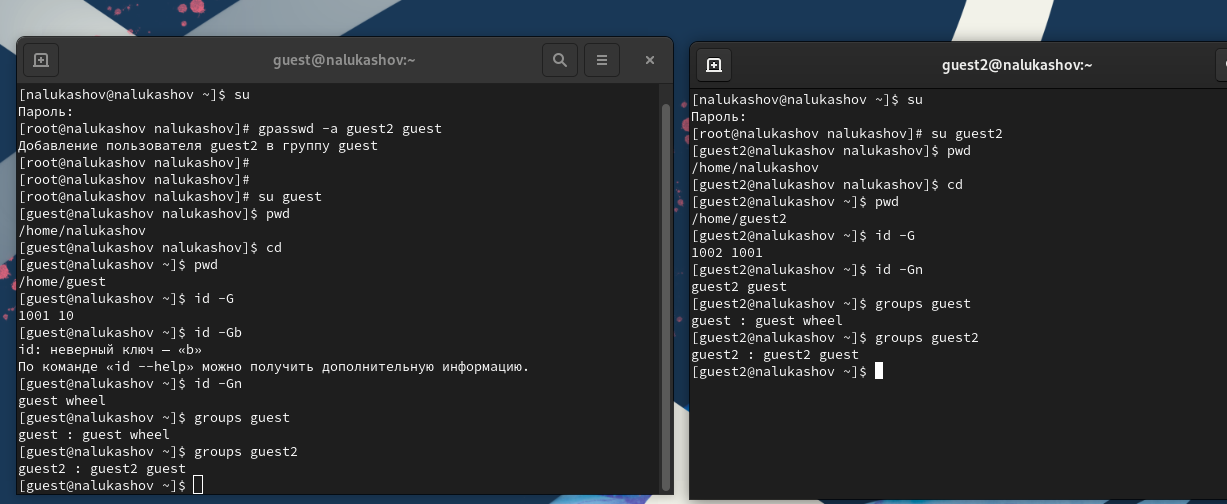 guest@nalukashov:~
[nalukashov@nalukashov ~]$ su
Пароль:
[root@nalukashov nalukashov]# gpasswd -a guest2 guest
Добавление пользователя guest2 в группу guest
[root@nalukashov nalukashov]#
[root@nalukashov nalukashov]#
[root@nalukashov nalukashov]# su guest
[guest@nalukashov nalukashov]$ pwd
/home/nalukashov
[guest@nalukashov nalukashov]$ cd
[guest@nalukashov ~]$ pwd
/home/guest
[guest@nalukashov ~]$ id -G
1001 10
[guest@nalukashov ~]$ id -Gb
id: неверный ключ — «b»
По команде «id --help» можно получить дополнительную информацию.
[guest@nalukashov ~]$ id -Gn
guest wheel
[guest@nalukashov ~]$ groups guest
guest : guest wheel
[guest@nalukashov ~]$ groups guest2
guest2 : guest2 guest
[guest@nalukashov ~]$
guest2@nalukashov:~
[nalukashov@nalukashov ~]$ su
Пароль:
[root@nalukashov nalukashov]# su guest2
[guest2@nalukashov nalukashov]$ pwd
/home/nalukashov
[guest2@nalukashov nalukashov]$ cd
[guest2@nalukashov ~]$ pwd
/home/guest2
[guest2@nalukashov ~]$ id -G
1002 1001
[guest2@nalukashov ~]$ id -Gn
guest2 guest
[guest2@nalukashov ~]$ groups guest
guest : guest wheel
[guest2@nalukashov ~]$ groups guest2
guest2 : guest2 guest
[guest2@nalukashov ~]$